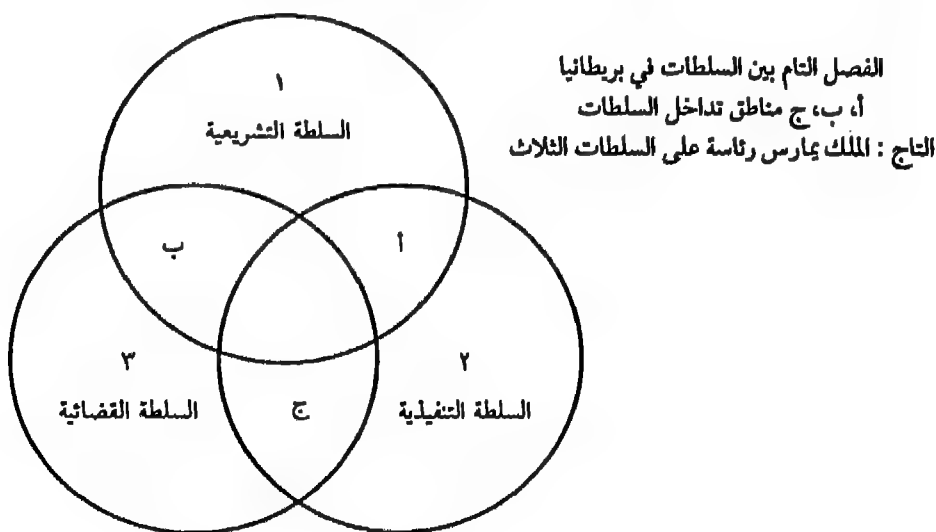 الفصل التام بين السلطات في بريطانيا
أ، ب، ج مناطق تداخل السلطات
التاج : الملك يمارس رئاسة على السلطات الثلاث
١
السلطة التشريعية
أ
ب
٢
السلطة التنفيذية
٣
السلطة القضائية
ج